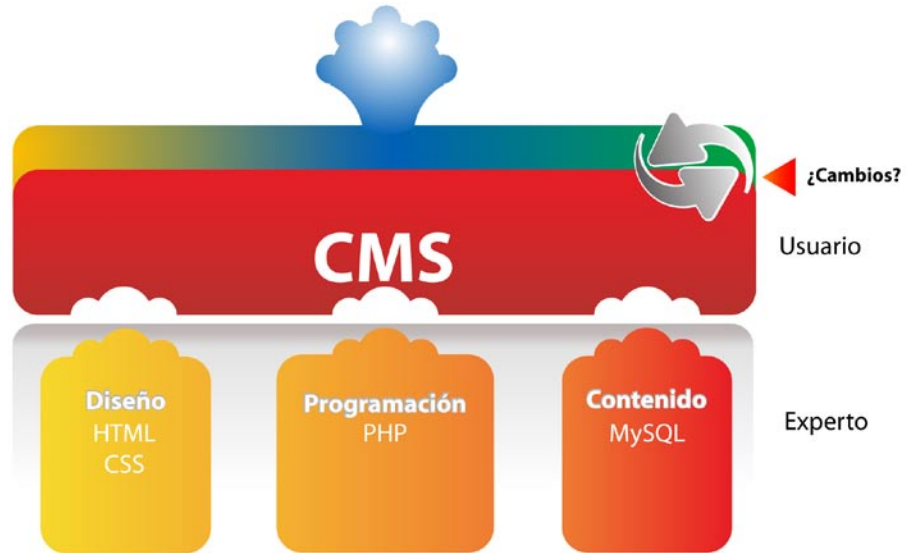 ¿Cambios?
CMS
Usuario
Diseño
HTML
CSS
Programación
PHP
Contenido
MySQL
Experto